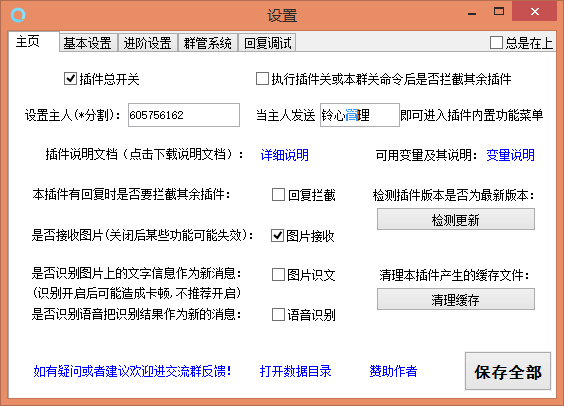 设置
主页 基本设置 进阶设置 群管系统 回复调试 总是在上
插件总开关 执行插件关或本群关命令后是否拦截其余插件
设置主人(*分割): 605756162 当主人发送 铃心管理 即可进入插件内置功能菜单
插件说明文档（点击下载说明文档）: 详细说明 可用变量及其说明: 变量说明
本插件有回复时是否要拦截其余插件: 回复拦截 检测插件版本是否为最新版本:
检测更新
是否接收图片(关闭后某些功能可能失效): 图片接收
是否识别图片上的文字信息作为新消息: 图片识文 清理本插件产生的缓存文件:
(识别开启后可能造成卡顿,不推荐开启) 清理缓存
是否识别语音把识别结果作为新的消息: 语音识别
如有疑问或者建议欢迎进交流群反馈! 打开数据目录 赞助作者 保存全部